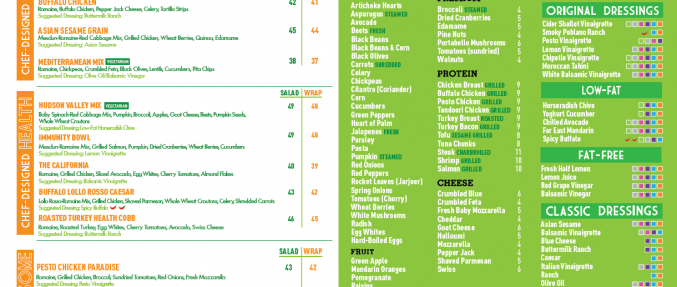 CHEF-DESIGNED
BUFFALO CHICKEN 42 41
Romaine, Buffalo Chicken, Pepper Jack Cheese, Celery, Tortilla Strips
Suggested Dressing: Buttermilk Ranch
ASIAN SESAME GRAIN 45 44
Mesclun-Romaine-Red Cabbage Mix, Grilled Chicken, Wheat Berries, Quinoa, Edamame
Suggested Dressing: Asian Sesame
MEDITERRANEAN MIX VEGETARIAN 38 37
Romaine, Chickpeas, Crumbled Feta, Black Olives, Lentils, Cucumbers, Pita Chips
Suggested Dressing: Olive Oil/Balsamic Vinegar
CHEF-DESIGNED HEALTH
SALAD WRAP
HUDSON VALLEY MIX VEGETARIAN 49 48
Baby Spinach-Red Cabbage Mix, Pumpkin, Broccoli, Apples, Goat Cheese, Beets, Pumpkin Seeds,
Whole Wheat Croutons
Suggested Dressing: Low-Fat Horseradish Chive
IMMUNITY BOWL 49 48
Mesclun-Romaine Mix, Grilled Salmon, Pumpkin, Dried Cranberries, Wheat Berries, Cucumbers
Suggested Dressing: Lemon Vinaigrette
THE CALIFORNIA 40 39
Romaine, Grilled Chicken, Sliced Avocado, Egg Whites, Cherry Tomatoes, Almond Flakes
Suggested Dressing: Balsamic Vinaigrette
BUFFALO LOLLO ROSSO CAESAR 43 42
Lollo Rosso-Romaine Mix, Grilled Chicken, Shaved Parmesan, Whole Wheat Croutons, Celery, Shredded Carrots
Suggested Dressing: Spicy Buffalo
ROASTED TURKEY HEALTH COBB 46 45
Romaine, Roasted Turkey, Egg Whites, Cherry Tomatoes, Avocado, Swiss Cheese
Suggested Dressing: Buttermilk Ranch
SALAD WRAP
PESTO CHICKEN PARADISE 43 42
Romaine, Grilled Chicken, Broccoli, Sundried Tomatoes, Red Onions, Fresh Mozzarella
Suggested Dressing: Pesto Vinaigrette
Artichoke Hearts
Asparagus STEAMED
Avocado
Beets FRESH
Black Beans
Black Beans & Corn
Black Olives
Carrots SHREDDED
Celery
Chickpeas
Cilantro (Coriander)
Corn
Cucumbers
Green Peppers
Heart of Palm
Jalapenos FRESH
Parsley
Pasta
Pumpkin STEAMED
Red Onions
Red Peppers
Rocket Leaves (Jarjeer)
Spring Onions
Tomatoes (Cherry)
Wheat Berries
White Mushrooms
Radish
Egg Whites
Hard-Boiled Eggs
FRUIT
Green Apple
Mandarin Oranges
Pomegranate
Raisins
Broccoli STEAMED 4
Dried Cranberries 5
Edamame 4
Pine Nuts 4
Portabello Mushrooms 6
Tomatoes (sundried) 5
Walnuts 4
PROTEIN
Chicken Breast GRILLED 9
Buffalo Chicken GRILLED 9
Pesto Chicken GRILLED 9
Tandoori Chicken GRILLED 9
Turkey Breast ROASTED 9
Turkey Bacon GRILLED 9
Tofu SESAME GRILLED 8
Tuna Chunks 8
Steak CHARBROILED 11
Shrimp GRILLED 10
Salmon GRILLED 10
CHEESE
Crumbled Blue 6
Crumbled Feta 4
Fresh Baby Mozzarella 5
Cheddar 4
Goat Cheese 6
Halloumi 5
Mozzarella 4
Pepper Jack 4
Shaved Parmesan 5
Swiss 6
ORIGINAL DRESSINGS
Cider Shallot Vinaigrette
Smoky Poblano Ranch
Pesto Vinaigrette
Lemon Vinaigrette
Chipotle Vinaigrette
Moroccan Tahini
White Balsamic Vinaigrette
LOW-FAT
Horseradish Chive
Yoghurt Cucumber
Chilled Avocado
Far East Mandarin
Spicy Buffalo
FAT-FREE
Fresh Half Lemon
Lemon Juice
Red Grape Vinegar
Balsamic Vinegar
CLASSIC DRESSINGS
Asian Sesame
Balsamic Vinaigrette
Blue Cheese
Buttermilk Ranch
Caesar
Italian Vinaigrette
Ranch
Olive Oil